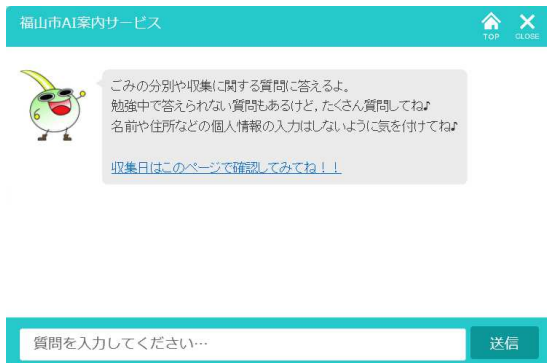 福山市AI案内サービス
TOP
CLOSE
ごみの分別や収集に関する質問に答えるよ。
勉強中で答えられない質問もあるけど,たくさん質問してね♪
名前や住所などの個人情報の入力はしないように気を付けてね♪
収集日はこのページで確認してみてね！！
質問を入力してください…
送信